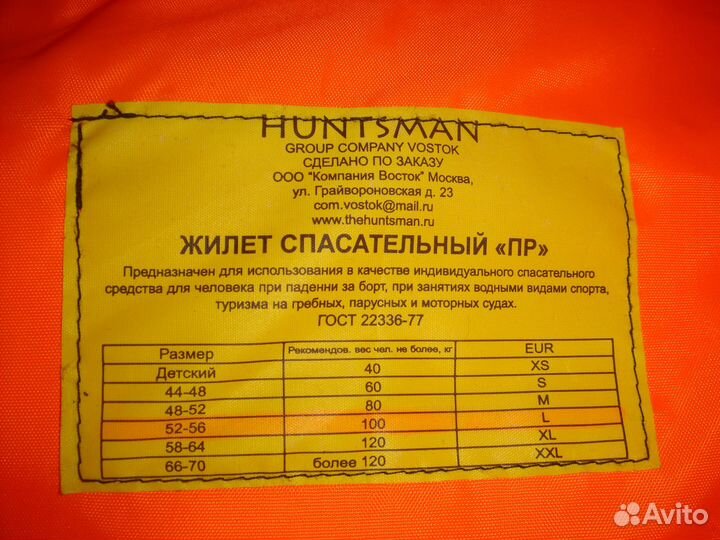 HUNTSMAN
GROUP COMPANY VOSTOK
СДЕЛАНО ПО ЗАКАЗУ
ООО "Компания Восток" Москва,
ул. Грайвороновская д. 23
com.vostok@mail.ru
www.thehuntsman.ru
ЖИЛЕТ СПАСАТЕЛЬНЫЙ «ПР»
Предназначен для использования в качестве индивидуального спасательного
средства для человека при падении за борт, при занятиях водными видами спорта,
туризма на гребных, парусных и моторных судах.
ГОСТ 22336-77
Размер Рекомендов. вес чел. не более, кг EUR
Детский 40 XS
44-48 60 S
48-52 80 M
52-56 100 L
58-64 120 XL
66-70 более 120 XXL
Avito